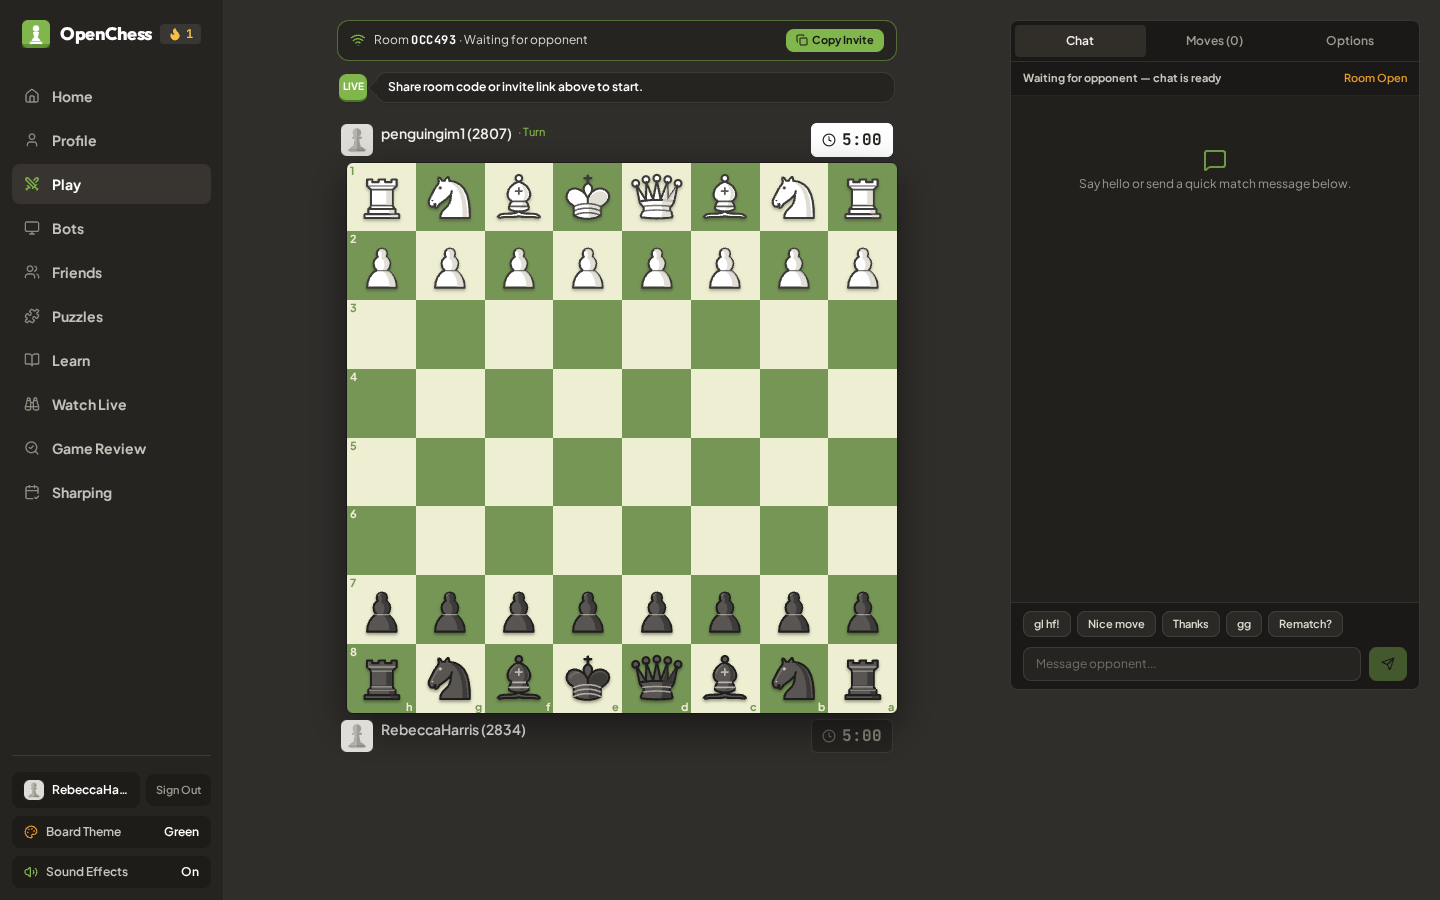 OpenChess 1
Home
Profile
Play
Bots
Friends
Puzzles
Learn
Watch Live
Game Review
Sharping
RebeccaHa...
Sign Out
Board Theme Green
Sound Effects On
Room OCC493 · Waiting for opponent
Copy Invite
LIVE
Share room code or invite link above to start.
penguingim1 (2807) · Turn
5:00
1
2
3
4
5
6
7
8
h g f e d c b a
RebeccaHarris (2834)
5:00
Chat Moves (0) Options
Waiting for opponent — chat is ready Room Open
Say hello or send a quick match message below.
gl hf! Nice move Thanks gg Rematch?
Message opponent...